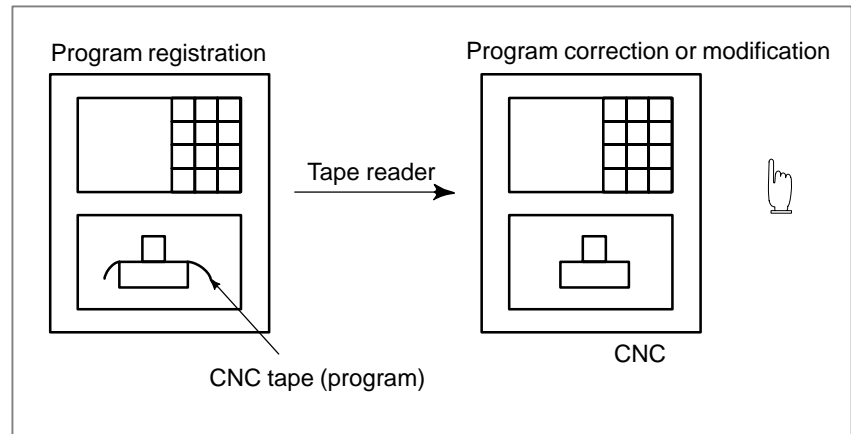 Program registration
Program correction or modification
Tape reader
CNC
CNC tape (program)